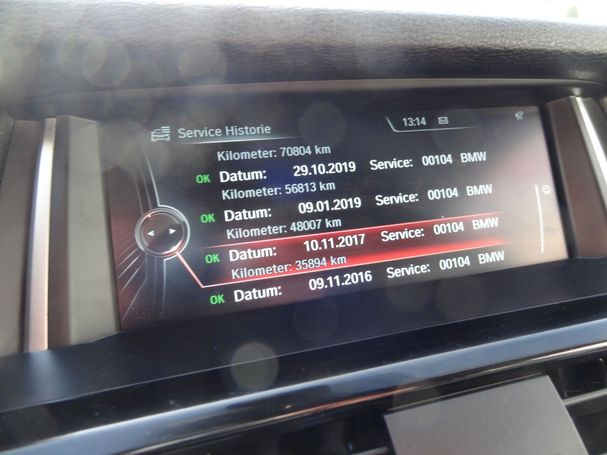 Service Historie
13:14
Kilometer: 70804 km
OK Datum: 29.10.2019 Service: 00104 BMW
Kilometer: 56813 km
OK Datum: 09.01.2019 Service: 00104 BMW
Kilometer: 48007 km
OK Datum: 10.11.2017 Service: 00104 BMW
Kilometer: 35894 km
OK Datum: 09.11.2016 Service: 00104 BMW